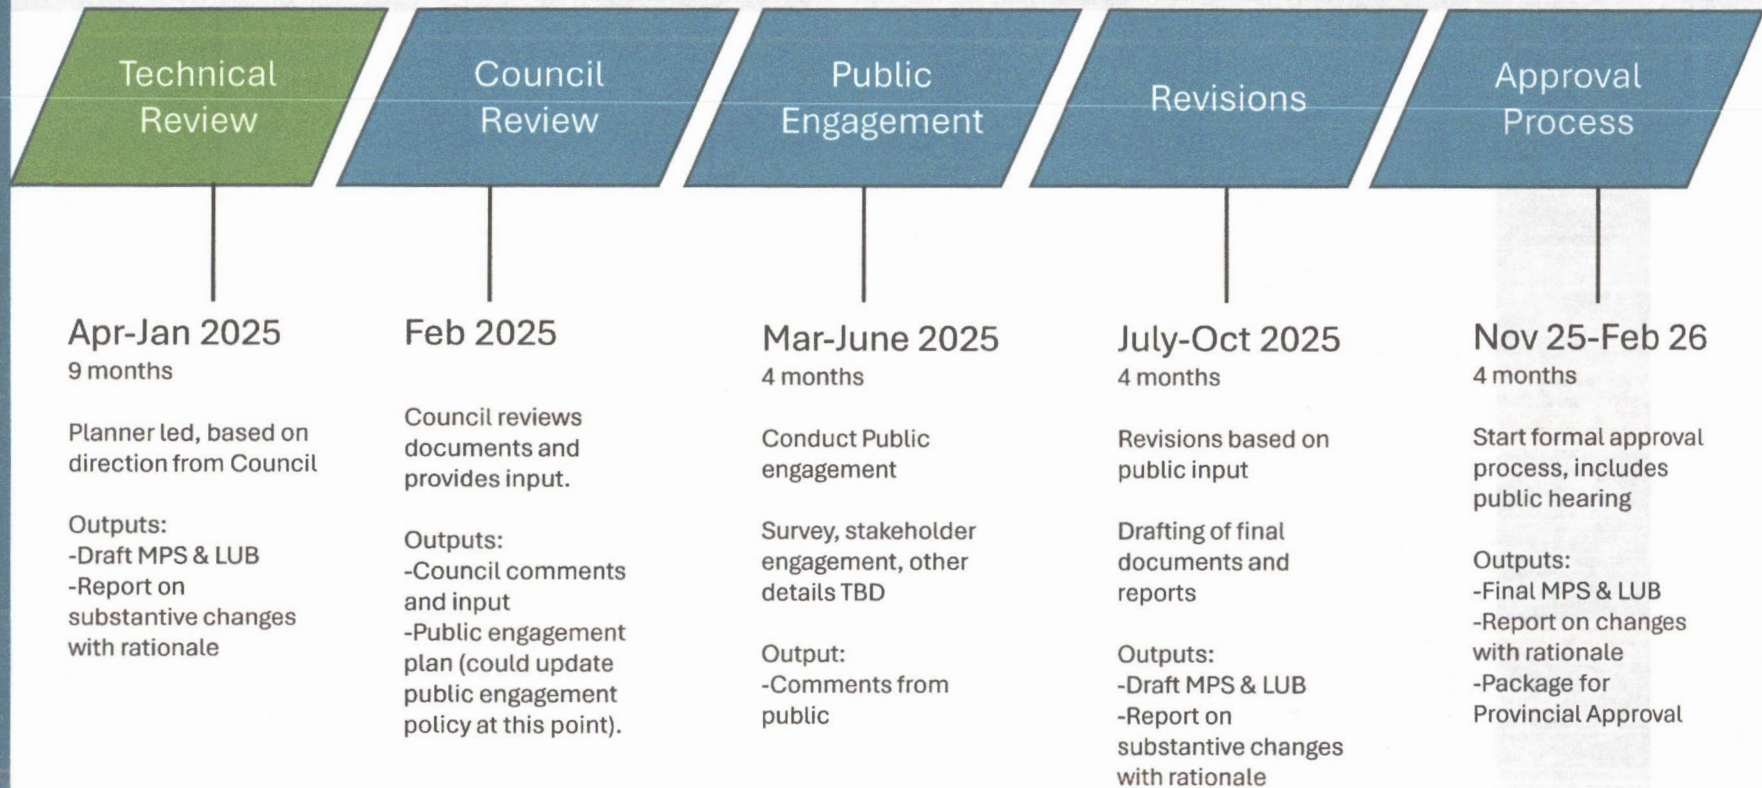 Technical
Review
Council
Review
Public
Engagement
Revisions
Approval
Process
Apr-Jan 2025
9 months
Planner led, based on
direction from Council
Outputs:
-Draft MPS & LUB
-Report on
substantive changes
with rationale
Feb 2025
Council reviews
documents and
provides input.
Outputs:
-Council comments
and input
-Public engagement
plan (could update
public engagement
policy at this point).
Mar-June 2025
4 months
Conduct Public
engagement
Survey, stakeholder
engagement, other
details TBD
Output:
-Comments from
public
July-Oct 2025
4 months
Revisions based on
public input
Drafting of final
documents and
reports
Outputs:
-Draft MPS & LUB
-Report on
substantive changes
with rationale
Nov 25-Feb 26
4 months
Start formal approval
process, includes
public hearing
Outputs:
-Final MPS & LUB
-Report on changes
with rationale
-Package for
Provincial Approval